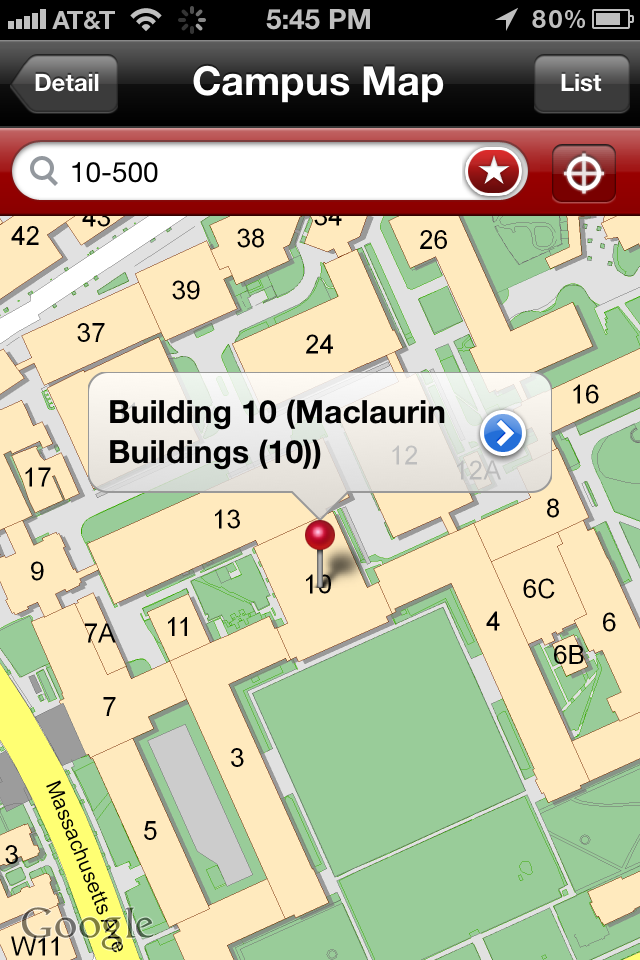 AT&T 5:45 PM 80%
Detail Campus Map List
10-500
42
43
38
34
26
39
37
24
16
Building 10 (Maclaurin
Buildings (10))
12
12A
17
13
8
9
10
6C
7A
11
4
6
6B
7
3
5
Massachusetts Ave
3
Google
W11